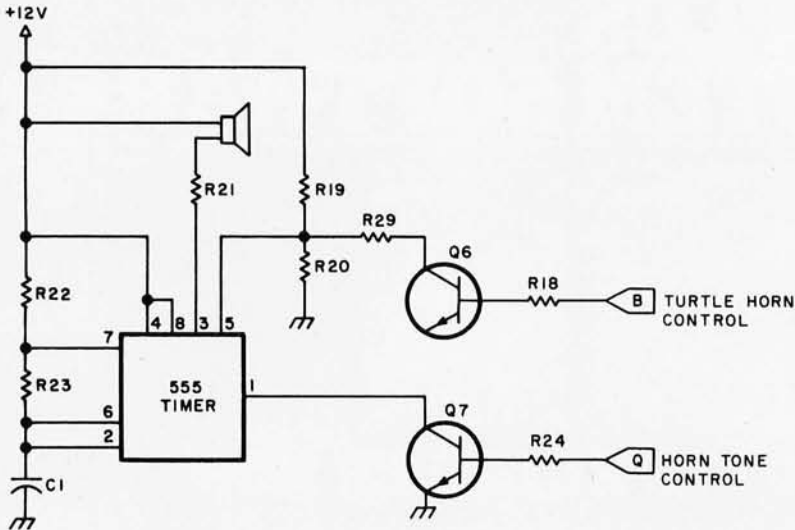 +12V
R21
R19
R29
Q6
R20
R18
B
TURTLE HORN
CONTROL
R22
4
8
3
5
7
555
TIMER
1
R23
Q7
6
R24
2
Q
HORN TONE
CONTROL
C1